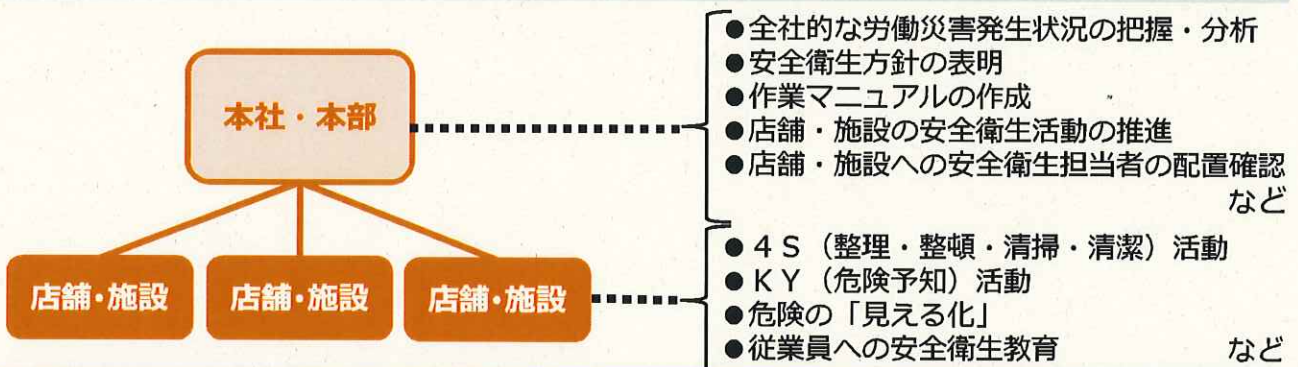 本社・本部
●全社的な労働災害発生状況の把握・分析
●安全衛生方針の表明
●作業マニュアルの作成
●店舗・施設の安全衛生活動の推進
●店舗・施設への安全衛生担当者の配置確認
など
店舗・施設
店舗・施設
店舗・施設
●４Ｓ（整理・整頓・清掃・清潔）活動
●ＫＹ（危険予知）活動
●危険の「見える化」
●従業員への安全衛生教育 など